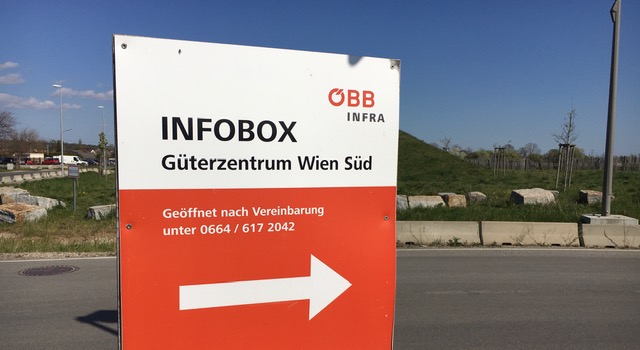 ÖBB
INFRA
INFOBOX
Güterzentrum Wien Süd
Geöffnet nach Vereinbarung
unter 0664 / 617 2042